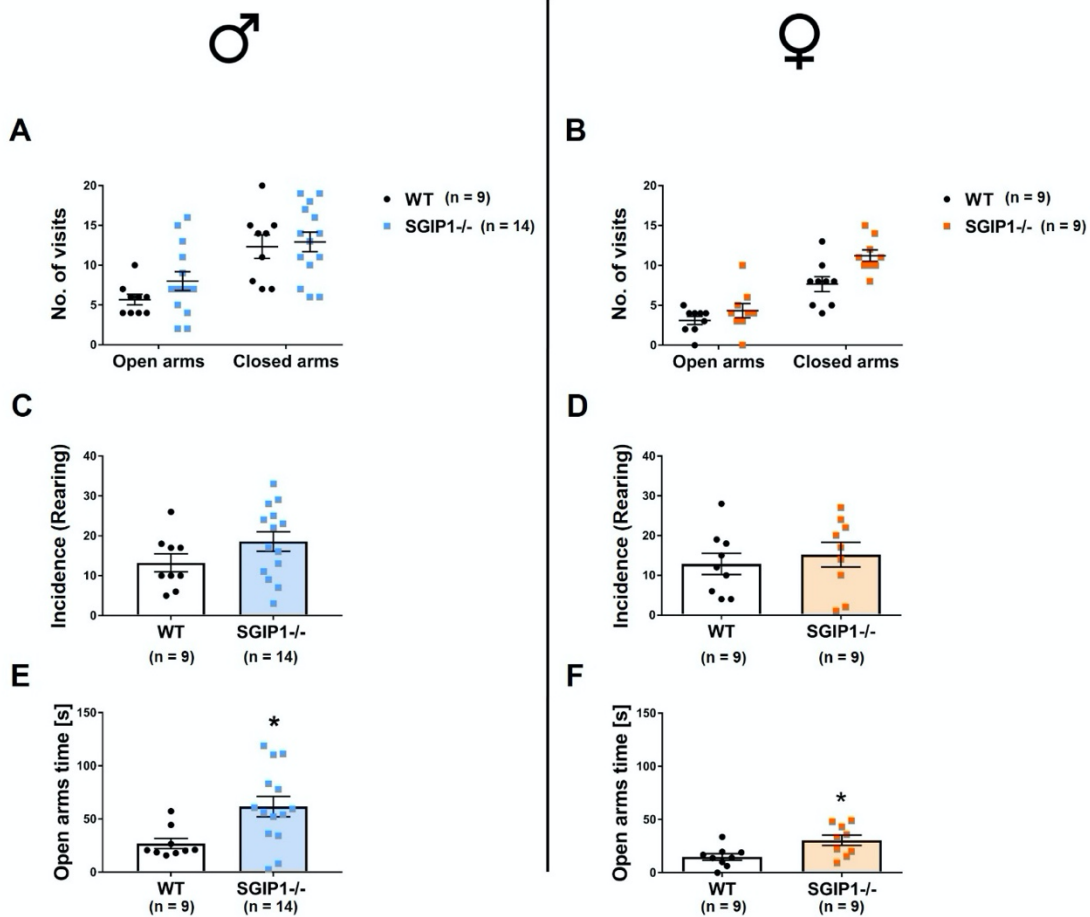 ♂
♀
A
No. of visits
20
15
10
5
0
Open arms
Closed arms
WT (n = 9)
SGIP1-/- (n = 14)
B
No. of visits
20
15
10
5
0
Open arms
Closed arms
WT (n = 9)
SGIP1-/- (n = 9)
C
Incidence (Rearing)
40
30
20
10
0
WT
SGIP1-/-
(n = 9)
(n = 14)
D
Incidence (Rearing)
40
30
20
10
0
WT
SGIP1-/-
(n = 9)
(n = 9)
E
Open arms time [s]
150
100
50
0
*
WT
SGIP1-/-
(n = 9)
(n = 14)
F
Open arms time [s]
150
100
50
0
*
WT
SGIP1-/-
(n = 9)
(n = 9)